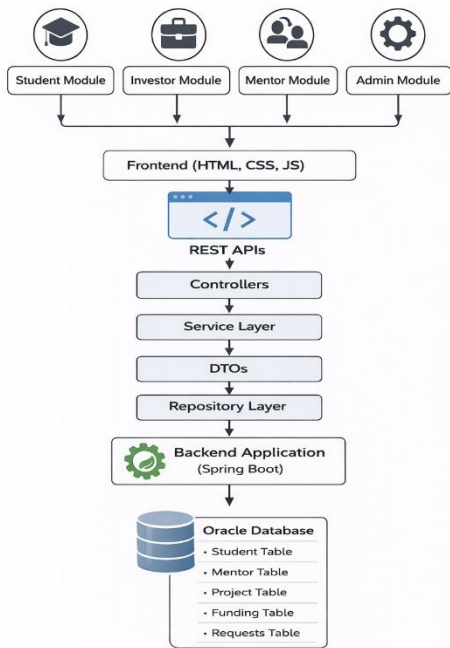 Student Module
Investor Module
Mentor Module
Admin Module
Frontend (HTML, CSS, JS)
</>
REST APIs
Controllers
Service Layer
DTOs
Repository Layer
Backend Application
(Spring Boot)
Oracle Database
• Student Table
• Mentor Table
• Project Table
• Funding Table
• Requests Table